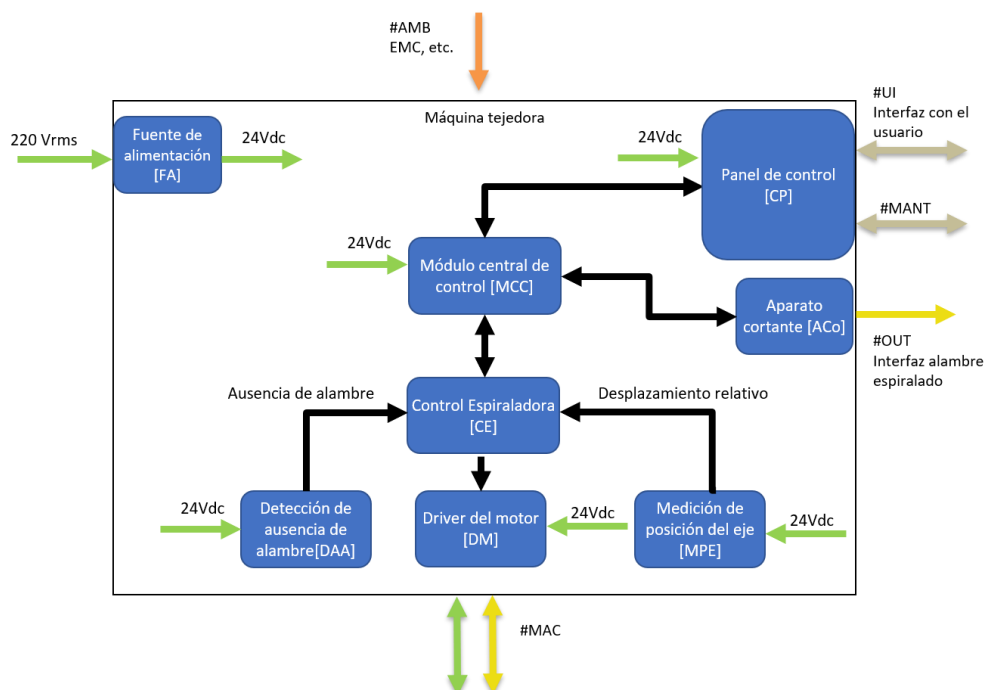 #AMB
EMC, etc.
Máquina tejedora
#UI
Interfaz con el
usuario
220 Vrms
Fuente de
alimentación
[FA]
24Vdc
24Vdc
Panel de control
[CP]
#MANT
24Vdc
Módulo central de
control [MCC]
Aparato
cortante [ACo]
#OUT
Interfaz alambre
espiralado
Ausencia de alambre
Control Espiraladora
[CE]
Desplazamiento relativo
24Vdc
Detección de
ausencia de
alambre[DAA]
Driver del motor
[DM]
24Vdc
Medición de
posición del eje
[MPE]
24Vdc
#MAC